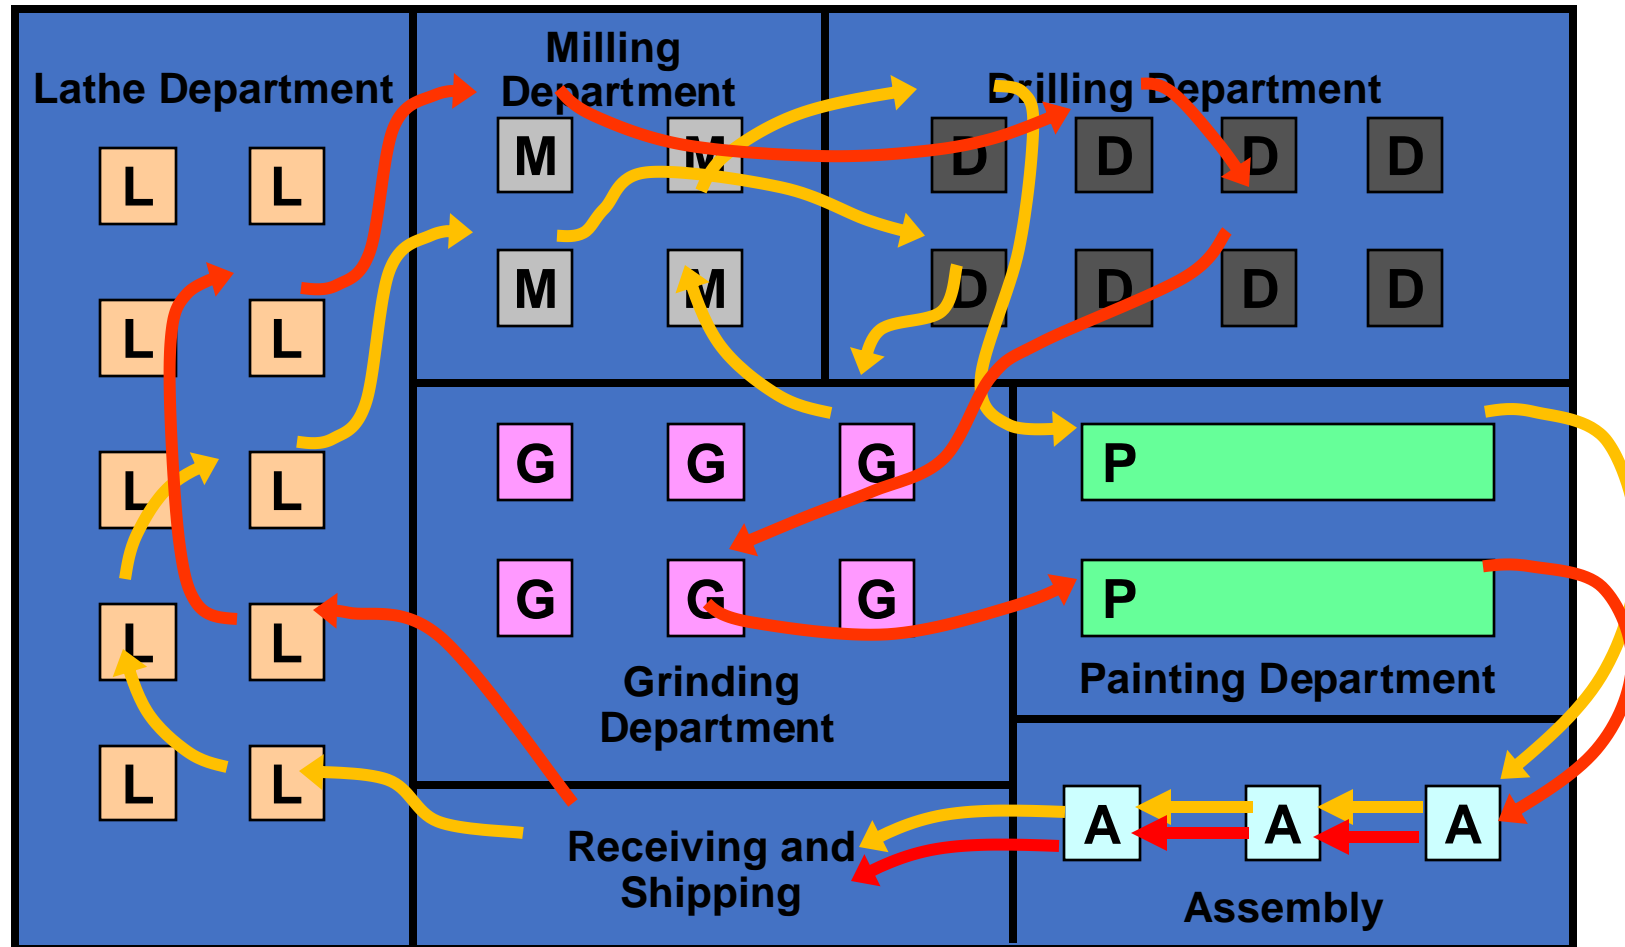 Lathe Department
Milling
Department
Drilling Department
L L
M M
D D D D
L L
M M
D D D D
L L
G G G
P
L L
G G G
P
Grinding
Department
Painting Department
L L
A A A
Receiving and
Shipping
Assembly